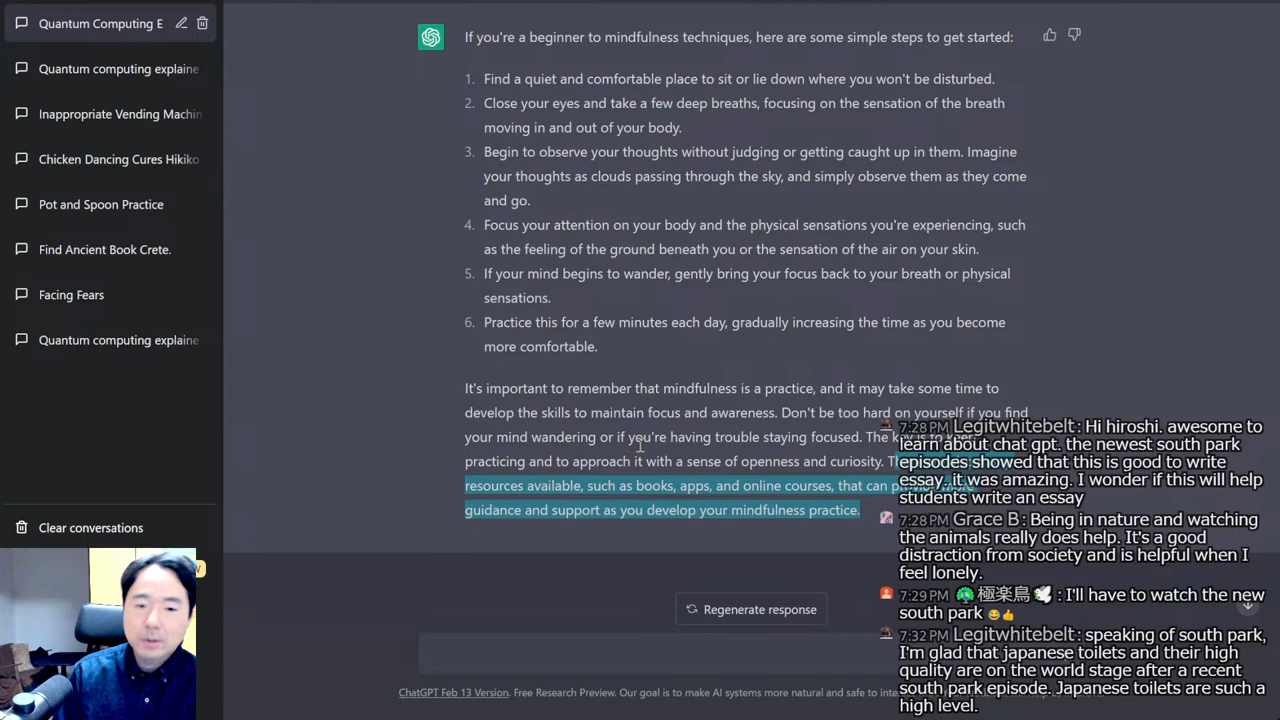 Quantum Computing E
Quantum computing explaine
Inappropriate Vending Machin
Chicken Dancing Cures Hikiko
Pot and Spoon Practice
Find Ancient Book Crete.
Facing Fears
Quantum computing explaine
Clear conversations
If you're a beginner to mindfulness techniques, here are some simple steps to get started:
1. Find a quiet and comfortable place to sit or lie down where you won't be disturbed.
2. Close your eyes and take a few deep breaths, focusing on the sensation of the breath
moving in and out of your body.
3. Begin to observe your thoughts without judging or getting caught up in them. Imagine
your thoughts as clouds passing through the sky, and simply observe them as they come
and go.
4. Focus your attention on your body and the physical sensations you're experiencing, such
as the feeling of the ground beneath you or the sensation of the air on your skin.
5. If your mind begins to wander, gently bring your focus back to your breath or physical
sensations.
6. Practice this for a few minutes each day, gradually increasing the time as you become
more comfortable.
It's important to remember that mindfulness is a practice, and it may take some time to
develop the skills to maintain focus and awareness. Don't be too hard on yourself if you find
your mind wandering or if you're having trouble staying focused. The
practicing and to approach it with a sense of openness and curiosity.
resources available, such as books, apps, and online courses, that can
guidance and support as you develop your mindfulness practice.
Regenerate response
ChatGPT Feb 13 Version. Free Research Preview. Our goal is to make AI systems more natural and safe to
7:28 PM Legitwhitebelt: Hi hiroshi. awesome to
learn about chat gpt. the newest south park
episodes showed that this is good to write
essay. it was amazing. I wonder if this will help
students write an essay
7:28 PM Grace B: Being in nature and watching
the animals really does help. It's a good
distraction from society and is helpful when I
feel lonely.
7:29 PM 🦚極楽鳥🕊️: I'll have to watch the new
south park 😂👍
7:32 PM Legitwhitebelt: speaking of south park,
I'm glad that japanese toilets and their high
quality are on the world stage after a recent
south park episode. Japanese toilets are such a
high level.